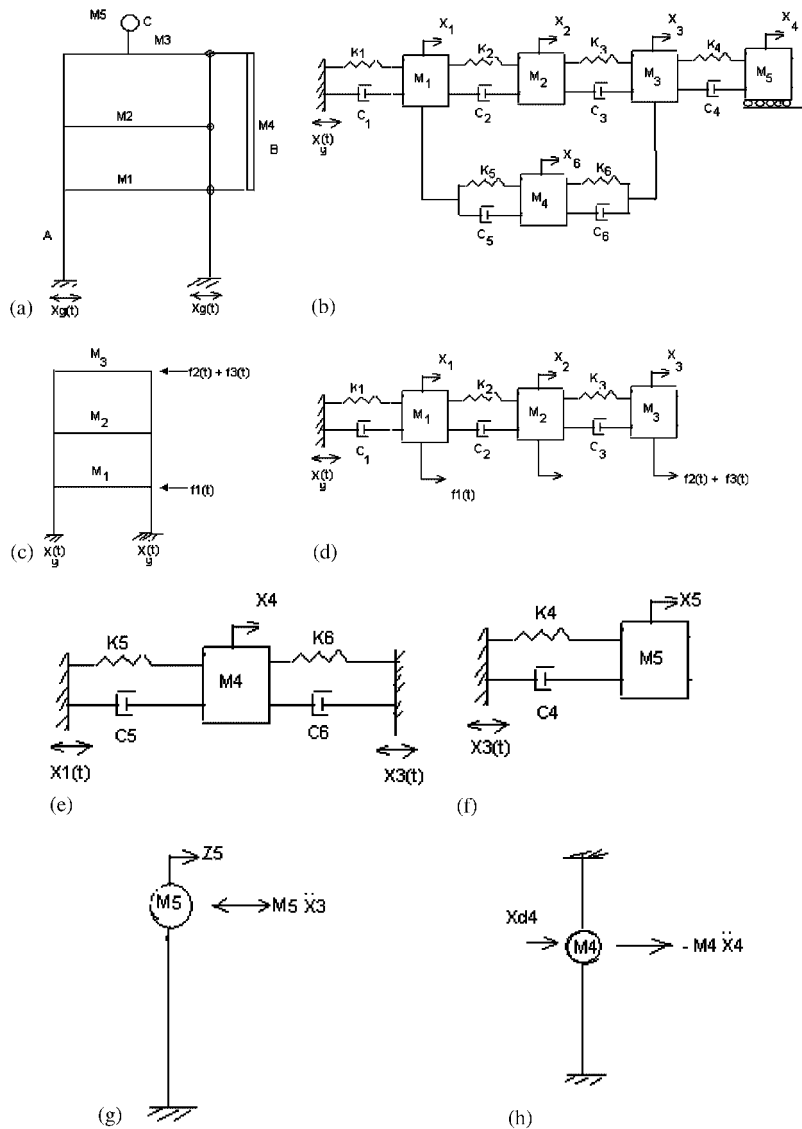 M5 C
M3
M2
M4
B
M1
A
Xg(t) Xg(t)
(a)
X1 X2 X3 X4
K1 K2 K3 K4
M1 M2 M3 M5
C1 C2 C3 C4
X(t)
g
X6
K5 K6
M4
C5 C6
(b)
M3
f2(t) + f3(t)
M2
M1
f1(t)
X(t) X(t)
g g
(c)
X1 X2 X3
K1 K2 K3
M1 M2 M3
C1 C2 C3
X(t)
g
f1(t)
f2(t) + f3(t)
(d)
X4
K5 K6
M4
C5 C6
X1(t) X3(t)
(e)
X5
K4
M5
C4
X3(t)
(f)
Z5
M5 M5 Ẍ3
(g)
Xd4
M4 - M4 Ẍ4
(h)